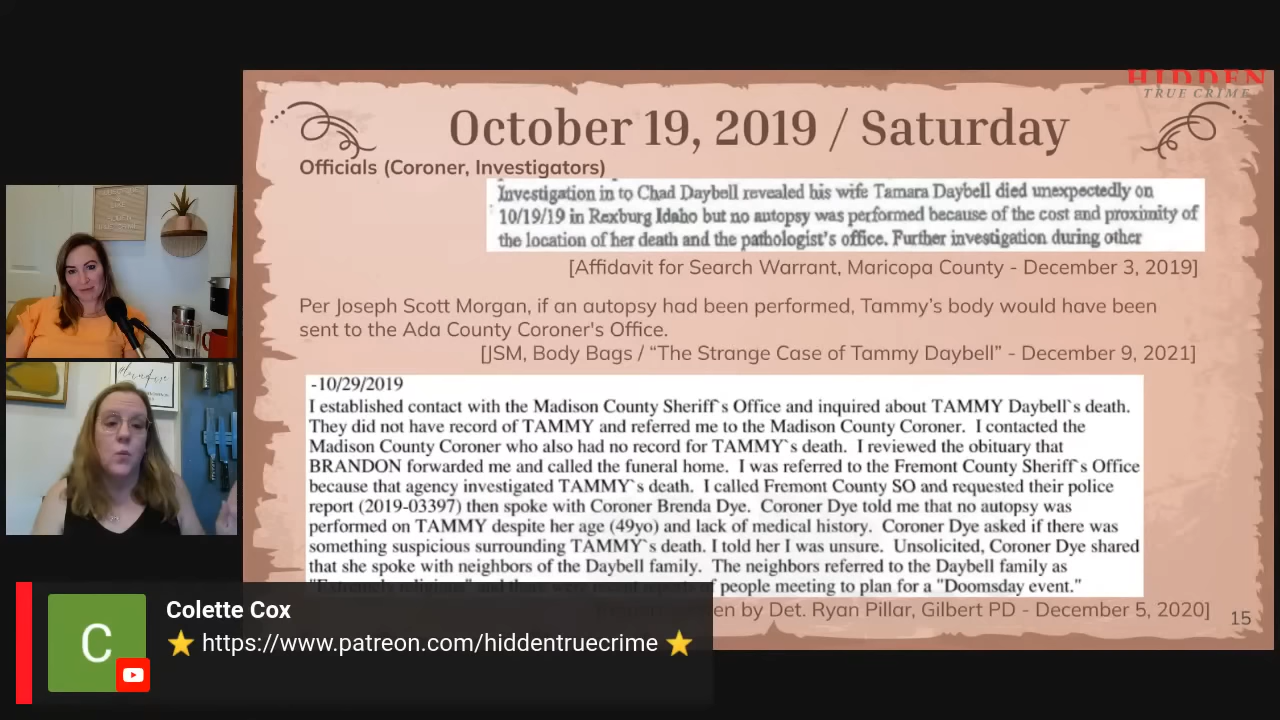 HIDDEN
TRUE CRIME
October 19, 2019 / Saturday
Officials (Coroner, Investigators)
Investigation in to Chad Daybell revealed his wife Tamara Daybell died unexpectedly on
10/19/19 in Rexburg Idaho but no autopsy was performed because of the cost and proximity of
the location of her death and the pathologist's office. Further investigation during other
[Affidavit for Search Warrant, Maricopa County - December 3, 2019]
Per Joseph Scott Morgan, if an autopsy had been performed, Tammy's body would have been
sent to the Ada County Coroner's Office.
[JSM, Body Bags / “The Strange Case of Tammy Daybell” - December 9, 2021]
-10/29/2019
I established contact with the Madison County Sheriff`s Office and inquired about TAMMY Daybell`s death.
They did not have record of TAMMY and referred me to the Madison County Coroner. I contacted the
Madison County Coroner who also had no record for TAMMY`s death. I reviewed the obituary that
BRANDON forwarded me and called the funeral home. I was referred to the Fremont County Sheriff`s Office
because that agency investigated TAMMY`s death. I called Fremont County SO and requested their police
report (2019-03397) then spoke with Coroner Brenda Dye. Coroner Dye told me that no autopsy was
performed on TAMMY despite her age (49yo) and lack of medical history. Coroner Dye asked if there was
something suspicious surrounding TAMMY`s death. I told her I was unsure. Unsolicited, Coroner Dye shared
that she spoke with neighbors of the Daybell family. The neighbors referred to the Daybell family as
"Extremely religious" and there were recent reports of people meeting to plan for a "Doomsday event."
by Det. Ryan Pillar, Gilbert PD - December 5, 2020]
15
C
Colette Cox
⭐ https://www.patreon.com/hiddentruecrime ⭐